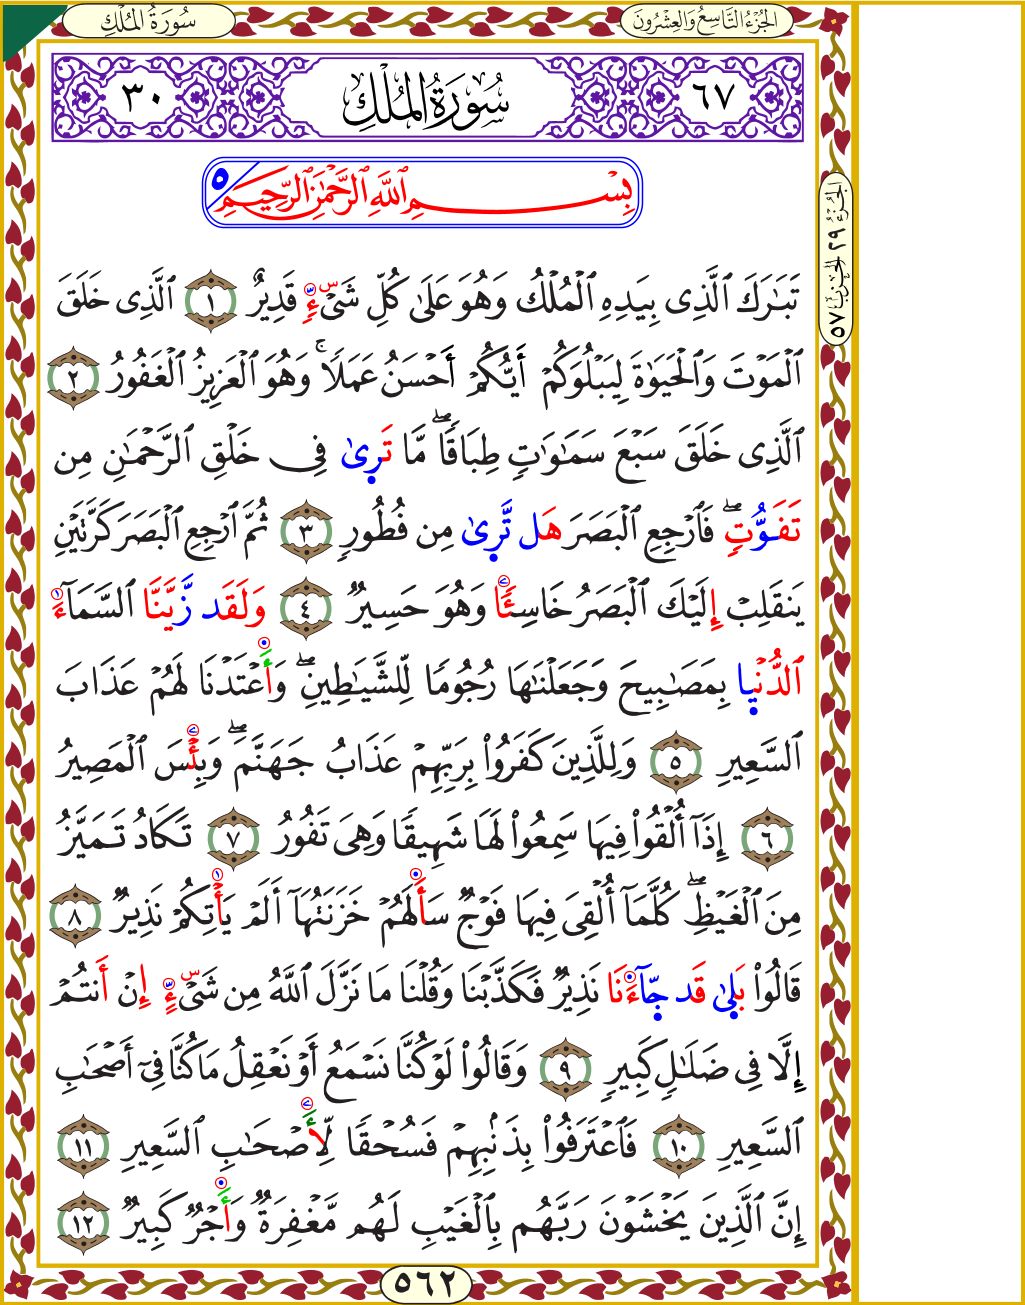 سُورَةُ المُلْكِ
الجُزْءُ التَّاسِعُ وَالعِشْرُونَ
٦٧ سُورَةُ المُلْكِ ٣٠
بِسْمِ ٱللَّهِ ٱلرَّحْمَٰنِ ٱلرَّحِيمِ ٥
الجُزْءُ ٢٩ الحِزْبُ ٥٧
تَبَٰرَكَ ٱلَّذِى بِيَدِهِ ٱلْمُلْكُ وَهُوَ عَلَىٰ كُلِّ شَىْءٍ قَدِيرٌ ١ ٱلَّذِى خَلَقَ
ٱلْمَوْتَ وَٱلْحَيَوٰةَ لِيَبْلُوَكُمْ أَيُّكُمْ أَحْسَنُ عَمَلًا ۚ وَهُوَ ٱلْعَزِيزُ ٱلْغَفُورُ ٢
ٱلَّذِى خَلَقَ سَبْعَ سَمَٰوَٰتٍ طِبَاقًا ۖ مَّا تَرِىٰ فِى خَلْقِ ٱلرَّحْمَٰنِ مِن
تَفَوُّتٍ ۖ فَٱرْجِعِ ٱلْبَصَرَ هَل تَّرِىٰ مِن فُطُورٍ ٣ ثُمَّ ٱرْجِعِ ٱلْبَصَرَ كَرَّتَيْنِ
يَنقَلِبْ إِلَيْكَ ٱلْبَصَرُ خَاسِئًا وَهُوَ حَسِيرٌ ٤ وَلَقَد زَّيَّنَّا ٱلسَّمَآءَ
ٱلدُّنْيِا بِمَصَٰبِيحَ وَجَعَلْنَٰهَا رُجُومًا لِّلشَّيَٰطِينِ ۖ وَأَعْتَدْنَا لَهُمْ عَذَابَ
ٱلسَّعِيرِ ٥ وَلِلَّذِينَ كَفَرُوا۟ بِرَبِّهِمْ عَذَابُ جَهَنَّمَ ۖ وَبِئْسَ ٱلْمَصِيرُ
٦ إِذَآ أُلْقُوا۟ فِيهَا سَمِعُوا۟ لَهَا شَهِيقًا وَهِىَ تَفُورُ ٧ تَكَادُ تَمَيَّزُ
مِنَ ٱلْغَيْظِ ۖ كُلَّمَآ أُلْقِىَ فِيهَا فَوْجٌ سَأَلَهُمْ خَزَنَتُهَآ أَلَمْ يَأْتِكُمْ نَذِيرٌ ٨
قَالُوا۟ بَلِىٰ قَد جِّآءَنَا نَذِيرٌ فَكَذَّبْنَا وَقُلْنَا مَا نَزَّلَ ٱللَّهُ مِن شَىْءٍ إِنْ أَنتُمْ
إِلَّا فِى ضَلَٰلٍ كَبِيرٍ ٩ وَقَالُوا۟ لَوْ كُنَّا نَسْمَعُ أَوْ نَعْقِلُ مَا كُنَّا فِىٓ أَصْحَٰبِ
ٱلسَّعِيرِ ١٠ فَٱعْتَرَفُوا۟ بِذَنۢبِهِمْ فَسُحْقًا لِّأَصْحَٰبِ ٱلسَّعِيرِ ١١
إِنَّ ٱلَّذِينَ يَخْشَوْنَ رَبَّهُم بِٱلْغَيْبِ لَهُم مَّغْفِرَةٌ وَأَجْرٌ كَبِيرٌ ١٢
٥٦٢